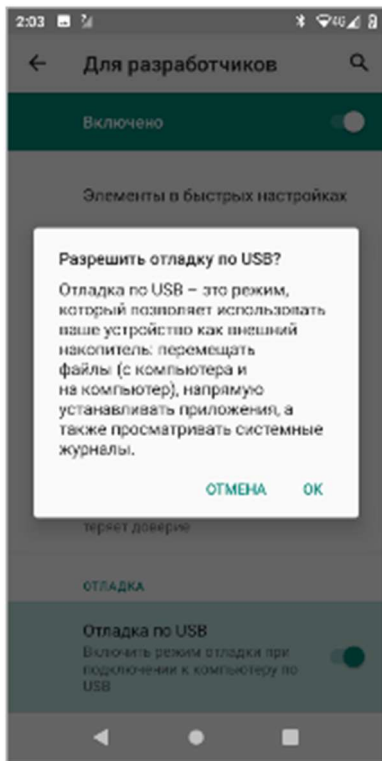 2:03
4G
Для разработчиков
Включено
Элементы в быстрых настройках
Разрешить отладку по USB?
Отладка по USB – это режим,
который позволяет использовать
ваше устройство как внешний
накопитель: перемещать
файлы (с компьютера и
на компьютер), напрямую
устанавливать приложения, а
также просматривать системные
журналы.
ОТМЕНА ОК
теряет доверие
ОТЛАДКА
Отладка по USB
Включить режим отладки при
подключении к компьютеру по
USB